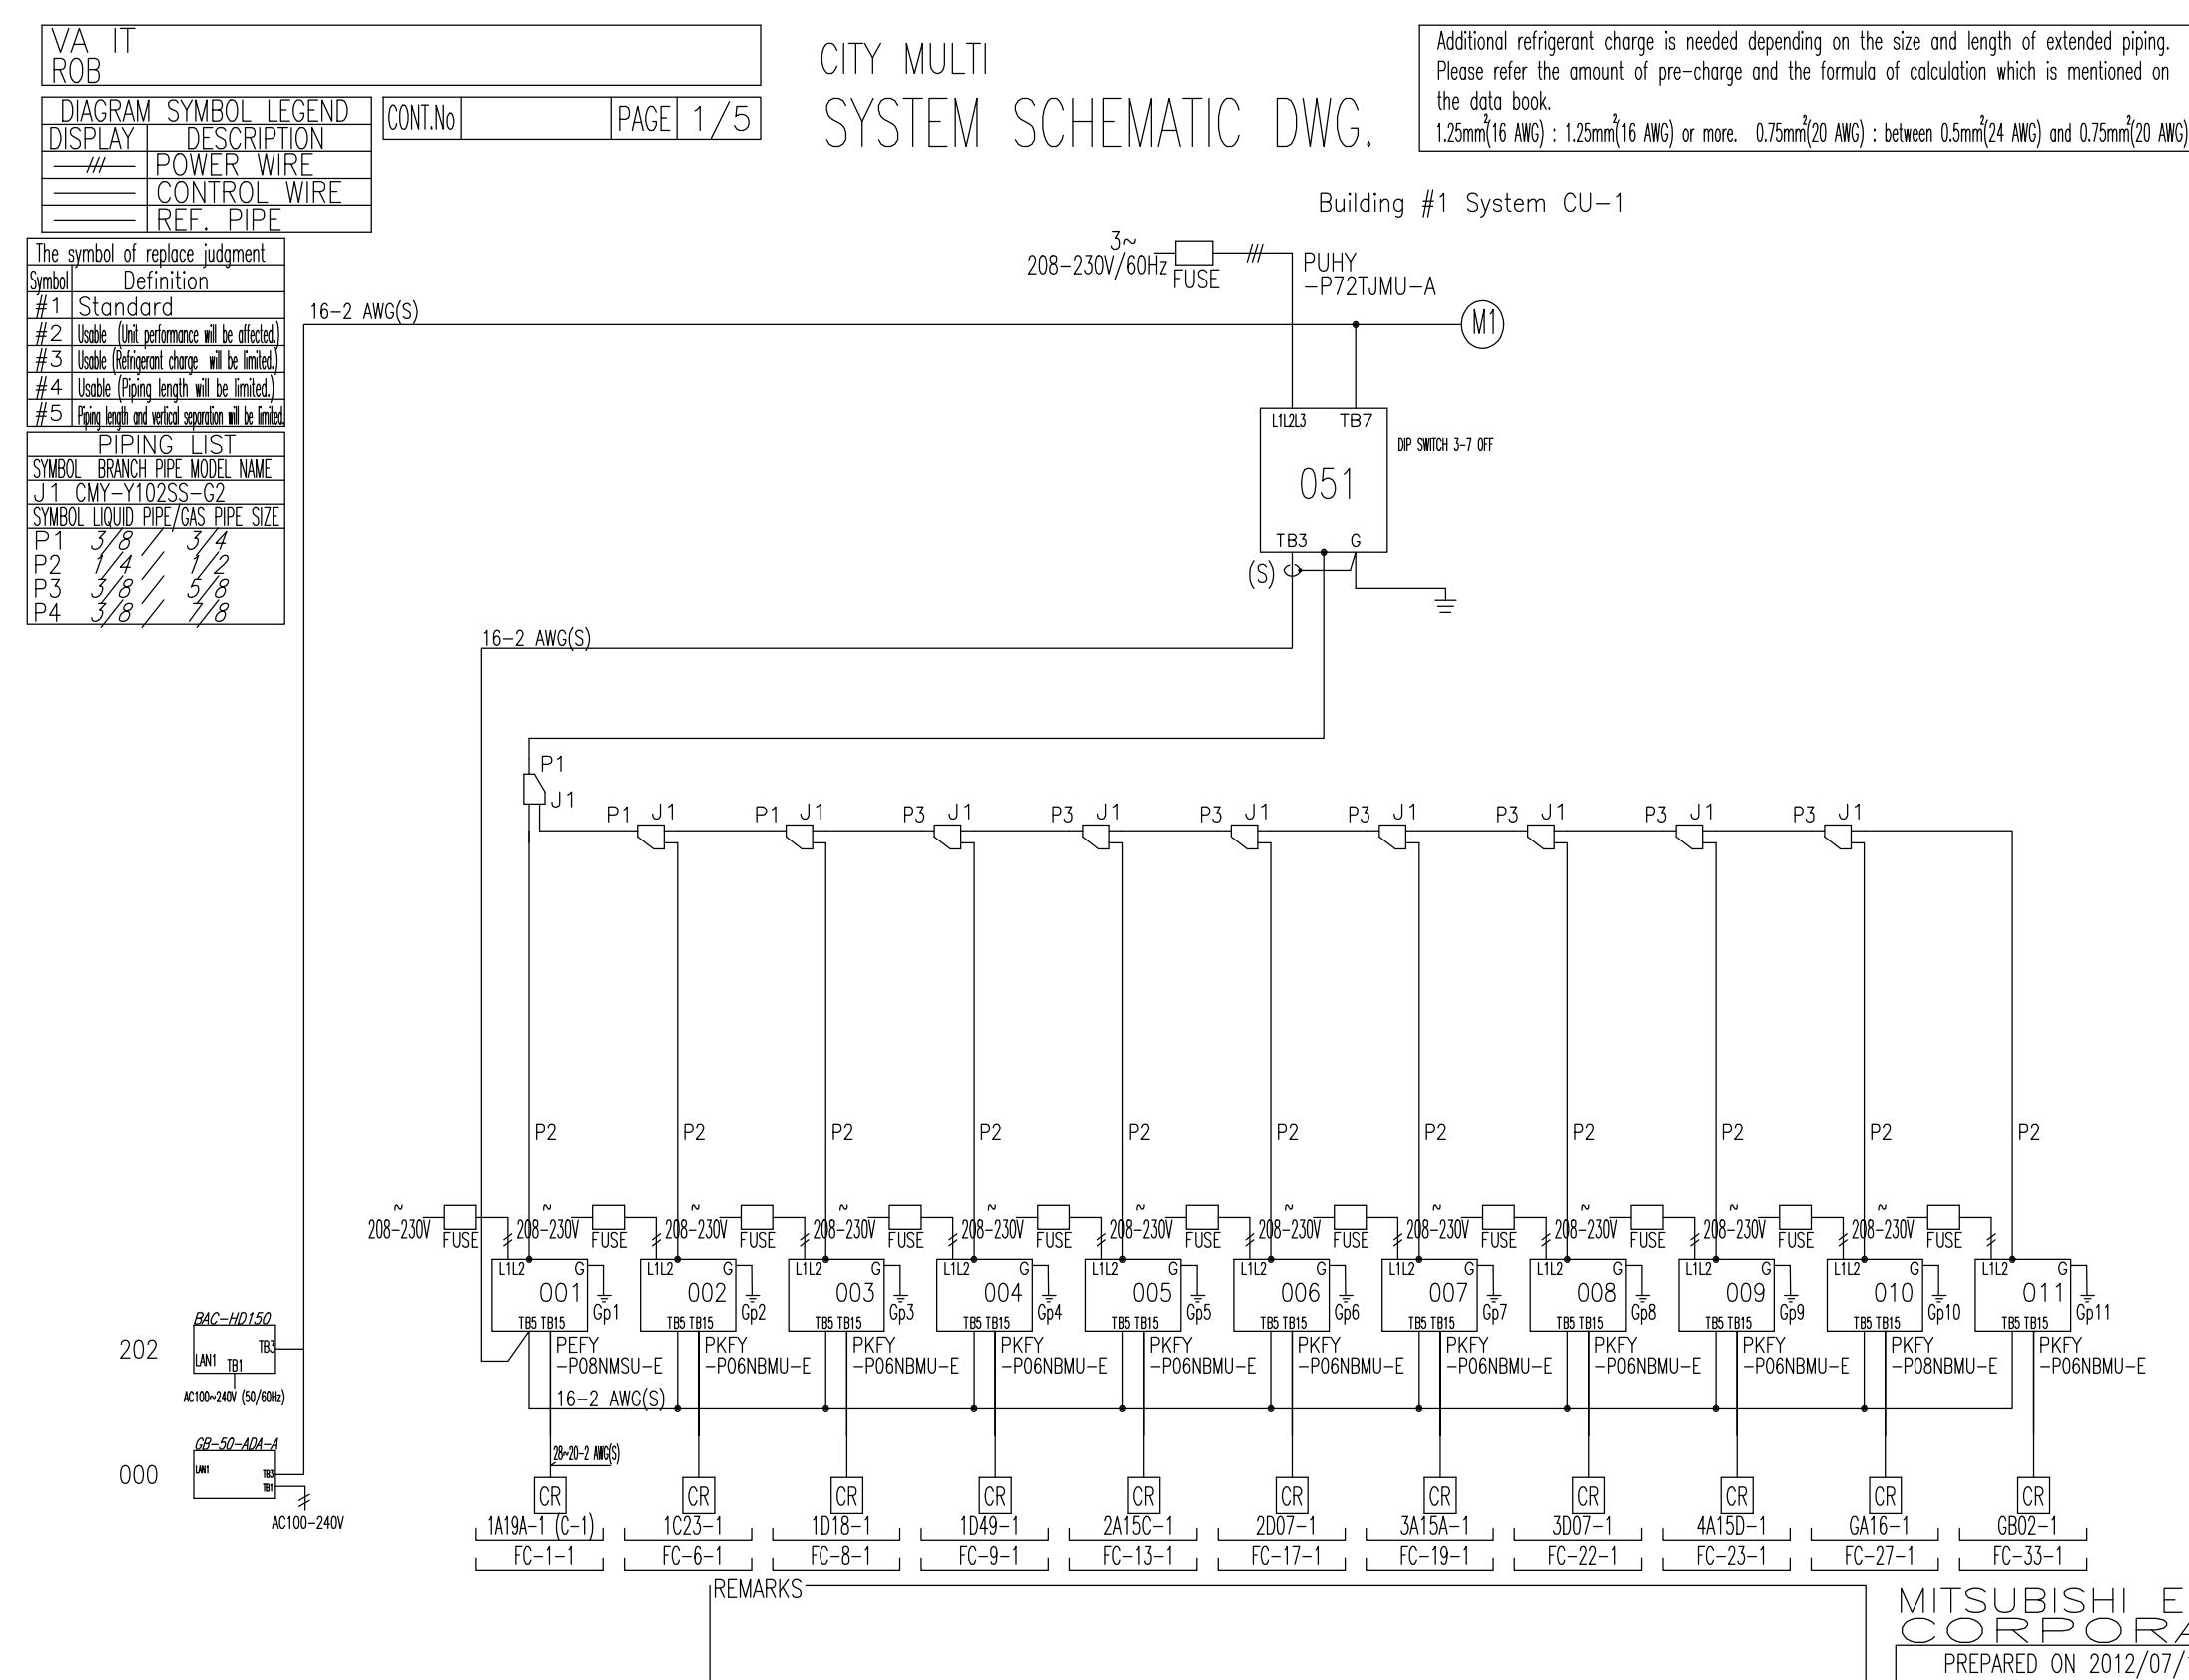 VA IT
ROB
CITY MULTI
SYSTEM SCHEMATIC DWG.
Additional refrigerant charge is needed depending on the size and length of extended piping.
Please refer the amount of pre-charge and the formula of calculation which is mentioned on
the data book.
1.25mm²(16 AWG) : 1.25mm²(16 AWG) or more. 0.75mm²(20 AWG) : between 0.5mm²(24 AWG) and 0.75mm²(20 AWG)
DIAGRAM SYMBOL LEGEND
DISPLAY DESCRIPTION
POWER WIRE
CONTROL WIRE
REF. PIPE
CONT.No PAGE 1/5
The symbol of replace judgment
Symbol Definition
#1 Standard
#2 Usable (Unit performance will be affected.)
#3 Usable (Refrigerant charge will be limited.)
#4 Usable (Piping length will be limited.)
#5 Piping length and vertical separation will be limited.
PIPING LIST
SYMBOL BRANCH PIPE MODEL NAME
J1 CMY-Y102SS-G2
SYMBOL LIQUID PIPE/GAS PIPE SIZE
P1 3/8 / 3/4
P2 1/4 / 1/2
P3 3/8 / 5/8
P4 3/8 / 7/8
Building #1 System CU-1
3~
208-230V/60Hz
FUSE
PUHY
-P72TJMU-A
16-2 AWG(S)
M1
L1L2L3 TB7
DIP SWITCH 3-7 OFF
051
TB3 G
(S)
16-2 AWG(S)
P1
J1
P1 J1 P1 J1 P3 J1 P3 J1 P3 J1 P3 J1 P3 J1 P3 J1 P3 J1
P2 P2 P2 P2 P2 P2 P2 P2 P2 P2 P2
~ ~ ~ ~ ~ ~ ~ ~ ~ ~ ~
208-230V 208-230V 208-230V 208-230V 208-230V 208-230V 208-230V 208-230V 208-230V 208-230V 208-230V
FUSE FUSE FUSE FUSE FUSE FUSE FUSE FUSE FUSE FUSE FUSE
L1L2 G L1L2 G L1L2 G L1L2 G L1L2 G L1L2 G L1L2 G L1L2 G L1L2 G L1L2 G L1L2 G
001 002 003 004 005 006 007 008 009 010 011
Gp1 Gp2 Gp3 Gp4 Gp5 Gp6 Gp7 Gp8 Gp9 Gp10 Gp11
TB5 TB15 TB5 TB15 TB5 TB15 TB5 TB15 TB5 TB15 TB5 TB15 TB5 TB15 TB5 TB15 TB5 TB15 TB5 TB15 TB5 TB15
PEFY PKFY PKFY PKFY PKFY PKFY PKFY PKFY PKFY PKFY PKFY
-P08NMSU-E -P06NBMU-E -P06NBMU-E -P06NBMU-E -P06NBMU-E -P06NBMU-E -P06NBMU-E -P06NBMU-E -P06NBMU-E -P08NBMU-E -P06NBMU-E
16-2 AWG(S)
28~20-2 AWG(S)
BAC-HD150
202
TB3
LAN1 TB1
AC100~240V (50/60Hz)
GB-50-ADA-A
000
LAN1 TB3
TB1
AC100-240V
CR CR CR CR CR CR CR CR CR CR CR
1A19A-1 (C-1) 1C23-1 1D18-1 1D49-1 2A15C-1 2D07-1 3A15A-1 3D07-1 4A15D-1 GA16-1 GB02-1
FC-1-1 FC-6-1 FC-8-1 FC-9-1 FC-13-1 FC-17-1 FC-19-1 FC-22-1 FC-23-1 FC-27-1 FC-33-1
REMARKS
MITSUBISHI E
CORPORA
PREPARED ON 2012/07/